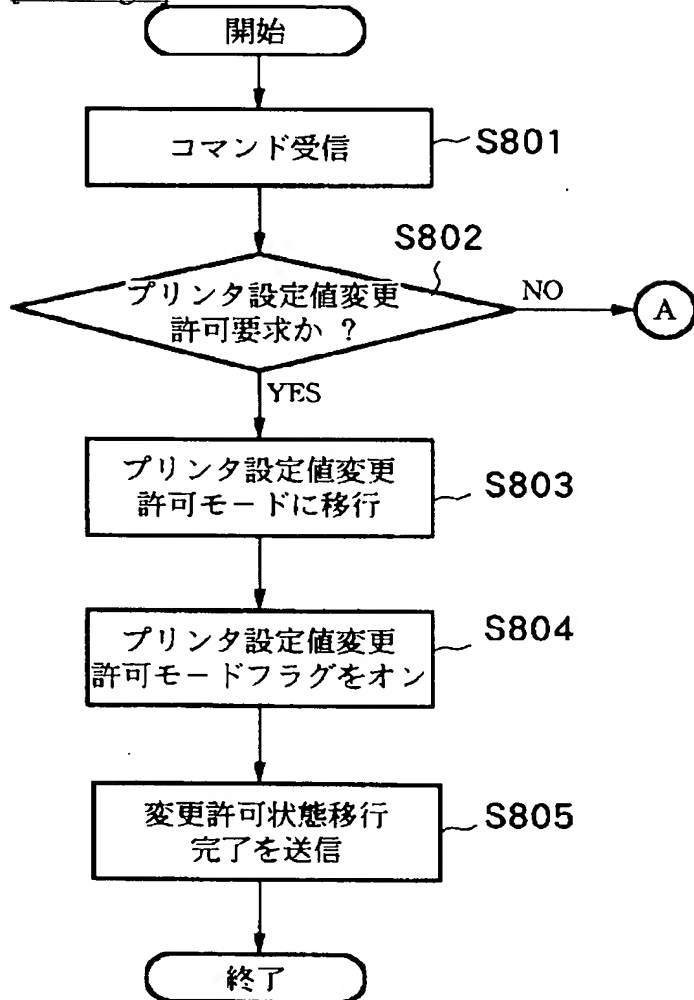 開始
コマンド受信
S801
S802
プリンタ設定値変更
許可要求か ?
NO
A
YES
プリンタ設定値変更
許可モードに移行
S803
プリンタ設定値変更
許可モードフラグをオン
S804
変更許可状態移行
完了を送信
S805
終了